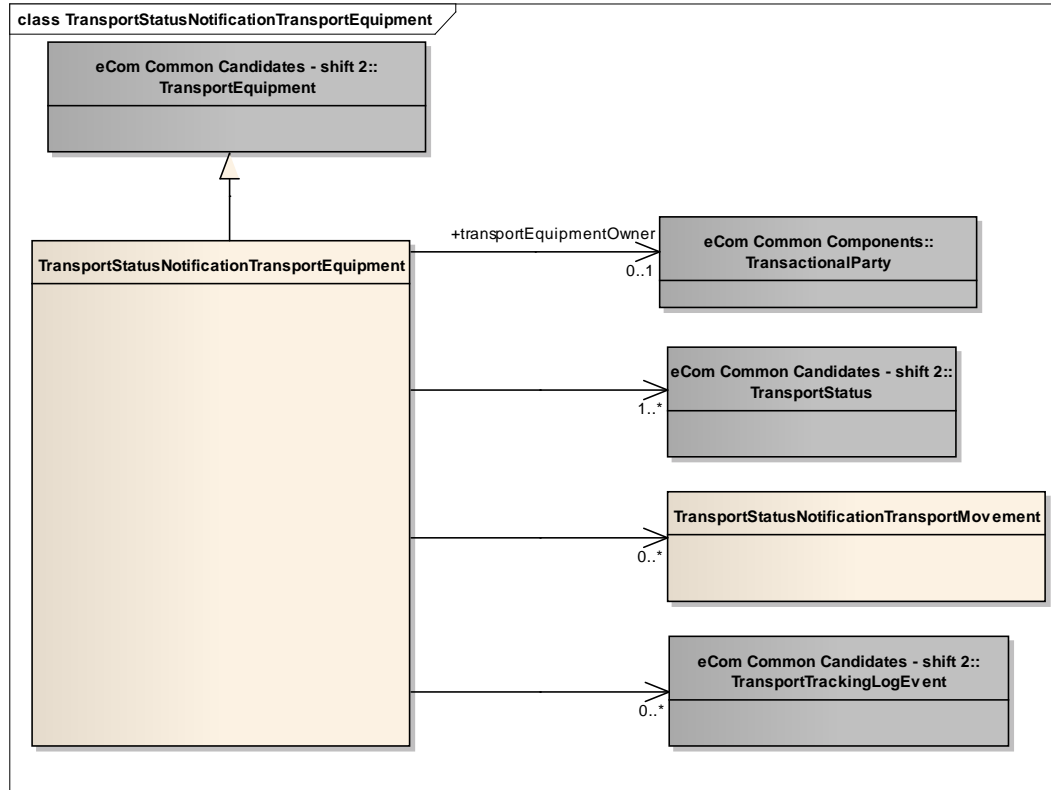 class TransportStatusNotificationTransportEquipment
eCom Common Candidates - shift 2::
TransportEquipment
TransportStatusNotificationTransportEquipment
+transportEquipmentOwner
0..1
eCom Common Components::
TransactionalParty
eCom Common Candidates - shift 2::
TransportStatus
1..*
TransportStatusNotificationTransportMovement
0..*
eCom Common Candidates - shift 2::
TransportTrackingLogEvent
0..*